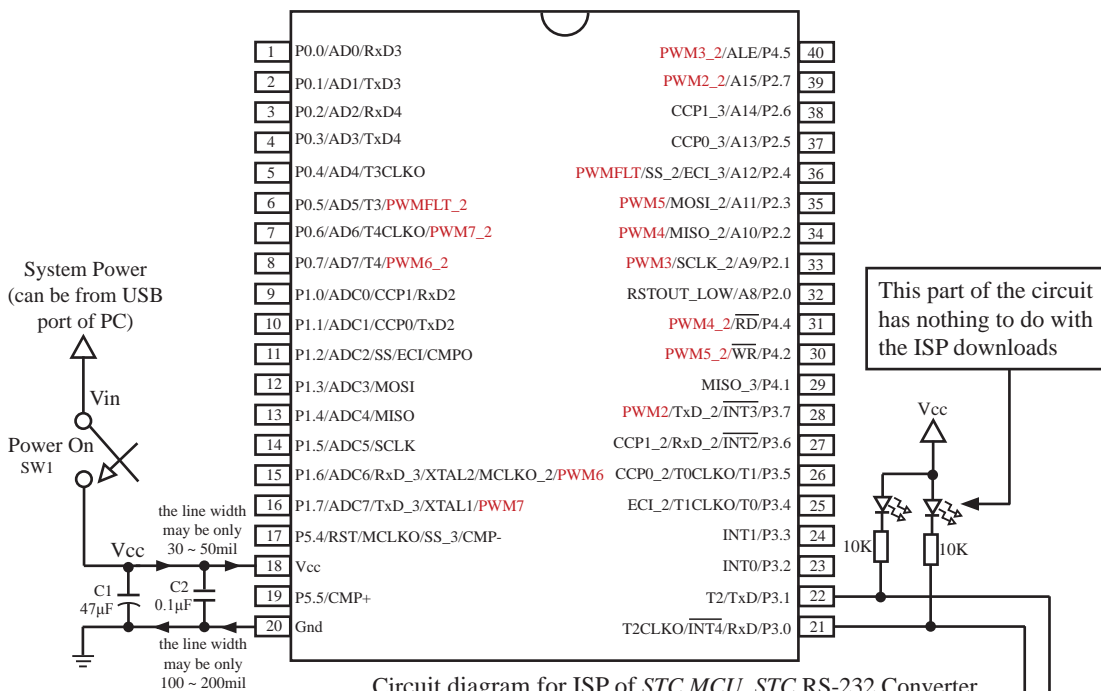 1 P0.0/AD0/RxD3
2 P0.1/AD1/TxD3
3 P0.2/AD2/RxD4
4 P0.3/AD3/TxD4
5 P0.4/AD4/T3CLKO
6 P0.5/AD5/T3/PWMFLT_2
7 P0.6/AD6/T4CLKO/PWM7_2
8 P0.7/AD7/T4/PWM6_2
9 P1.0/ADC0/CCP1/RxD2
10 P1.1/ADC1/CCP0/TxD2
11 P1.2/ADC2/SS/ECI/CMPO
12 P1.3/ADC3/MOSI
13 P1.4/ADC4/MISO
14 P1.5/ADC5/SCLK
15 P1.6/ADC6/RxD_3/XTAL2/MCLKO_2/PWM6
16 P1.7/ADC7/TxD_3/XTAL1/PWM7
17 P5.4/RST/MCLKO/SS_3/CMP-
18 Vcc
19 P5.5/CMP+
20 Gnd
PWM3_2/ALE/P4.5 40
PWM2_2/A15/P2.7 39
CCP1_3/A14/P2.6 38
CCP0_3/A13/P2.5 37
PWMFLT/SS_2/ECI_3/A12/P2.4 36
PWM5/MOSI_2/A11/P2.3 35
PWM4/MISO_2/A10/P2.2 34
PWM3/SCLK_2/A9/P2.1 33
RSTOUT_LOW/A8/P2.0 32
PWM4_2/RD/P4.4 31
PWM5_2/WR/P4.2 30
MISO_3/P4.1 29
PWM2/TxD_2/INT3/P3.7 28
CCP1_2/RxD_2/INT2/P3.6 27
CCP0_2/T0CLKO/T1/P3.5 26
ECI_2/T1CLKO/T0/P3.4 25
INT1/P3.3 24
INT0/P3.2 23
T2/TxD/P3.1 22
T2CLKO/INT4/RxD/P3.0 21
System Power
(can be from USB
port of PC)
Vin
Power On
SW1
the line width
may be only
30 ~ 50mil
Vcc
C1
47µF
C2
0.1µF
the line width
may be only
100 ~ 200mil
This part of the circuit
has nothing to do with
the ISP downloads
Vcc
10K
10K
Circuit diagram for ISP of STC MCU STC RS-232 Converter